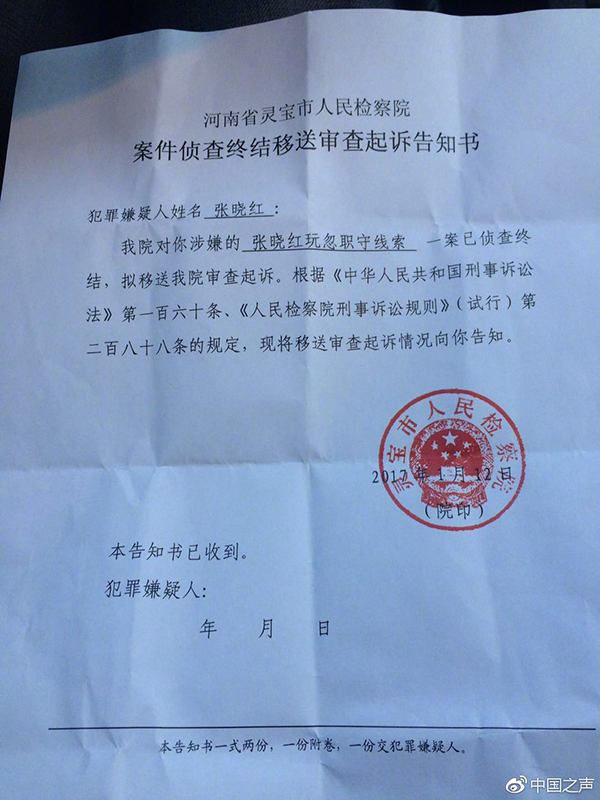 河南省灵宝市人民检察院
案件侦查终结移送审查起诉告知书
犯罪嫌疑人姓名 张晓红：
我院对你涉嫌的 张晓红玩忽职守线索 一案已侦查终
结，拟移送我院审查起诉。根据《中华人民共和国刑事诉讼
法》第一百六十条、《人民检察院刑事诉讼规则》（试行）第
二百八十八条的规定，现将移送审查起诉情况向你告知。
灵宝市人民检察院
2017年1月12日
（院印）
本告知书已收到。
犯罪嫌疑人：
年 月 日
本告知书一式两份，一份附卷，一份交犯罪嫌疑人。
中国之声